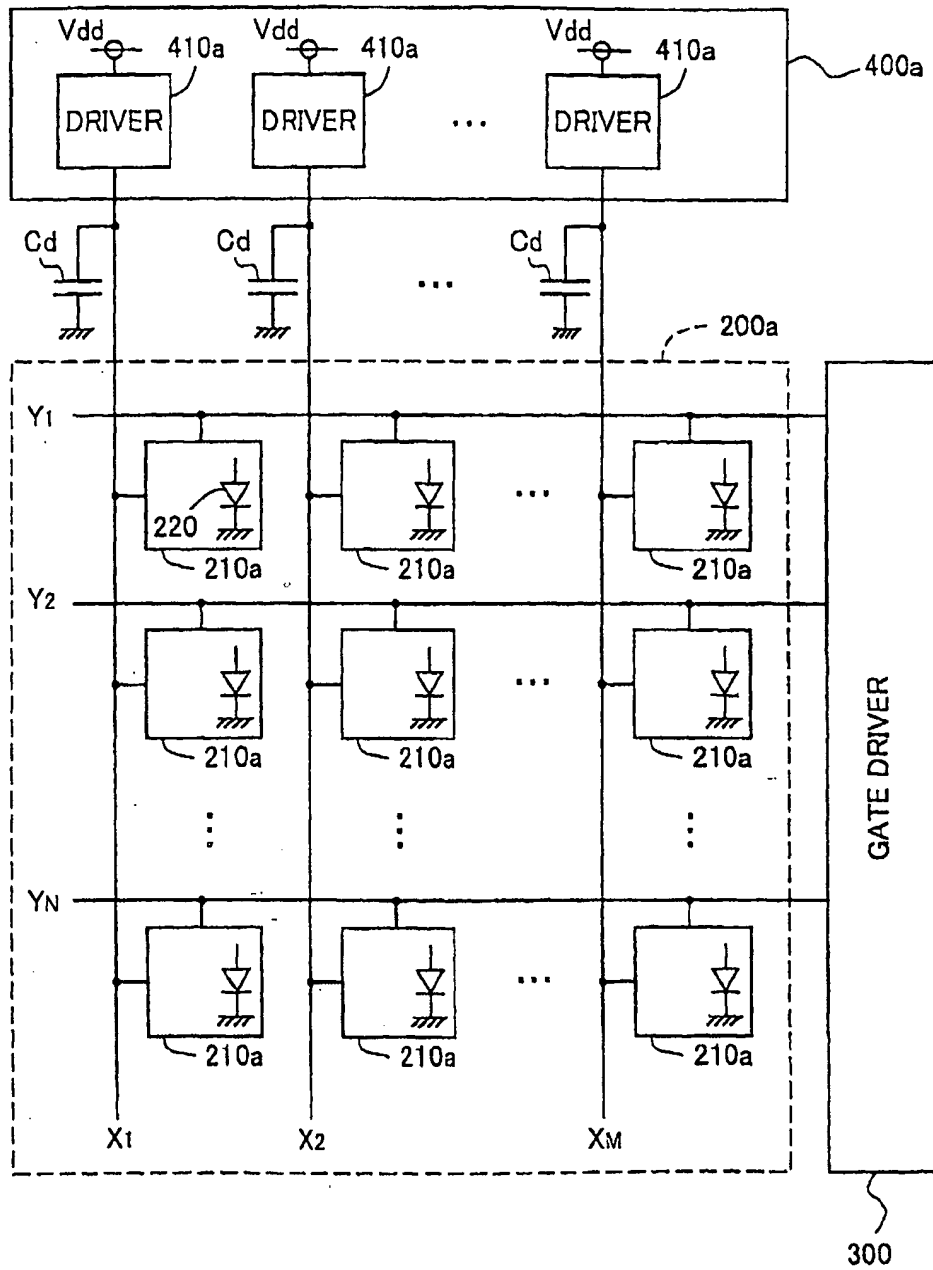 Vdd 410a Vdd 410a Vdd 410a
400a
DRIVER DRIVER ... DRIVER
Cd Cd ... Cd
200a
Y1
220
...
210a 210a 210a
Y2
...
210a 210a 210a
GATE DRIVER
YN
...
210a 210a 210a
X1 X2 XM
300